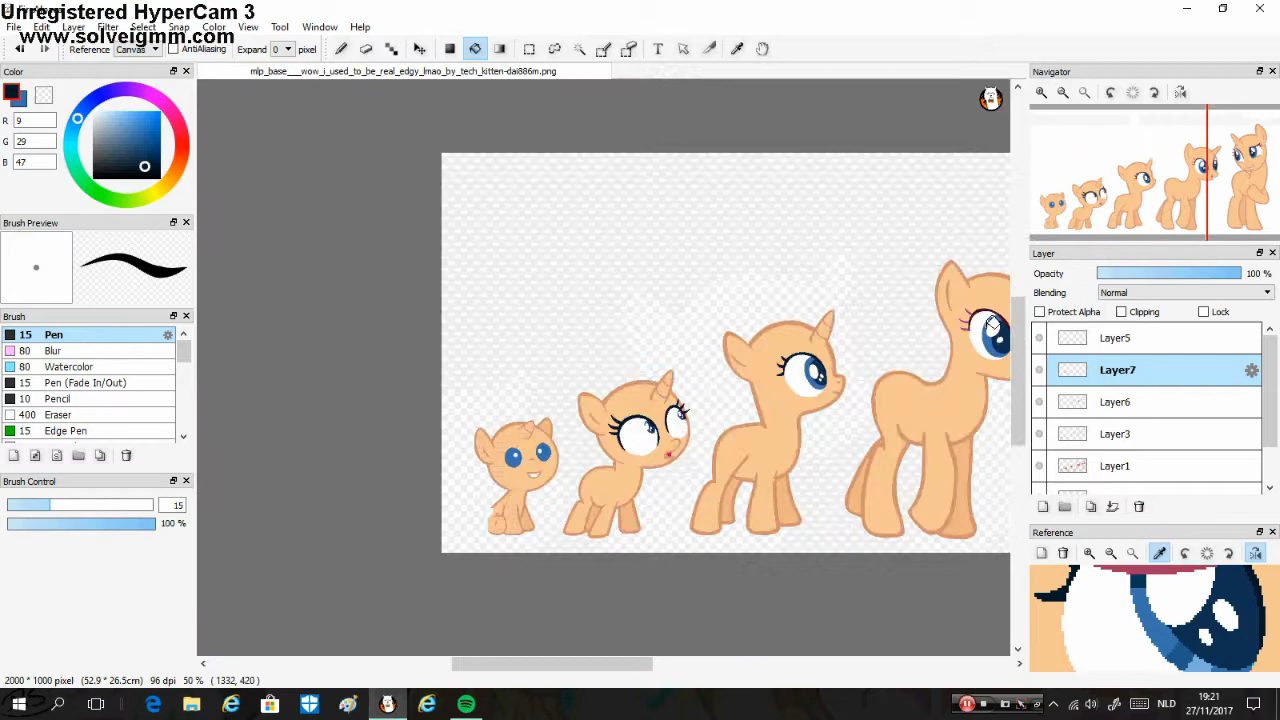 Unregistered HyperCam 3
www.solveigmm.com
File Edit Layer Filter Select Snap Color View Tool Window Help
Reference Canvas AntiAliasing Expand 0 pixel
mlp_base___wow_i_used_to_be_real_edgy_lmao_by_tech_kitten-dai886m.png
Color
R 9
G 29
B 47
Brush Preview
Brush
15 Pen
80 Blur
80 Watercolor
15 Pen (Fade In/Out)
10 Pencil
400 Eraser
15 Edge Pen
Brush Control
15
100 %
Navigator
Layer
Opacity 100 %
Blending Normal
Protect Alpha Clipping Lock
Layer5
Layer7
Layer6
Layer3
Layer1
Reference
2000 * 1000 pixel (52.9 * 26.5cm) 96 dpi 50 % (1332, 420)
NLD
19:21
27/11/2017